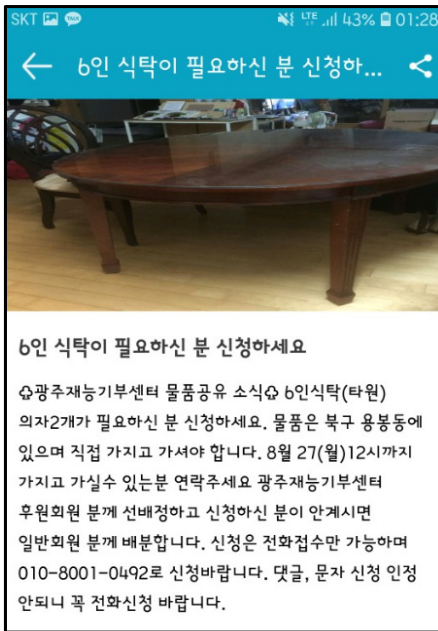 SKT LTE 43% 01:28
6인 식탁이 필요하신 분 신청하...
6인 식탁이 필요하신 분 신청하세요
♧광주재능기부센터 물품공유 소식♧ 6인식탁(타원)
의자2개가 필요하신 분 신청하세요. 물품은 북구 용봉동에
있으며 직접 가지고 가셔야 합니다. 8월 27(월)12시까지
가지고 가실수 있는분 연락주세요 광주재능기부센터
후원회원 분께 선배정하고 신청하신 분이 안계시면
일반회원 분께 배분합니다. 신청은 전화접수만 가능하며
010-8001-0492로 신청바랍니다. 댓글, 문자 신청 인정
안되니 꼭 전화신청 바랍니다.